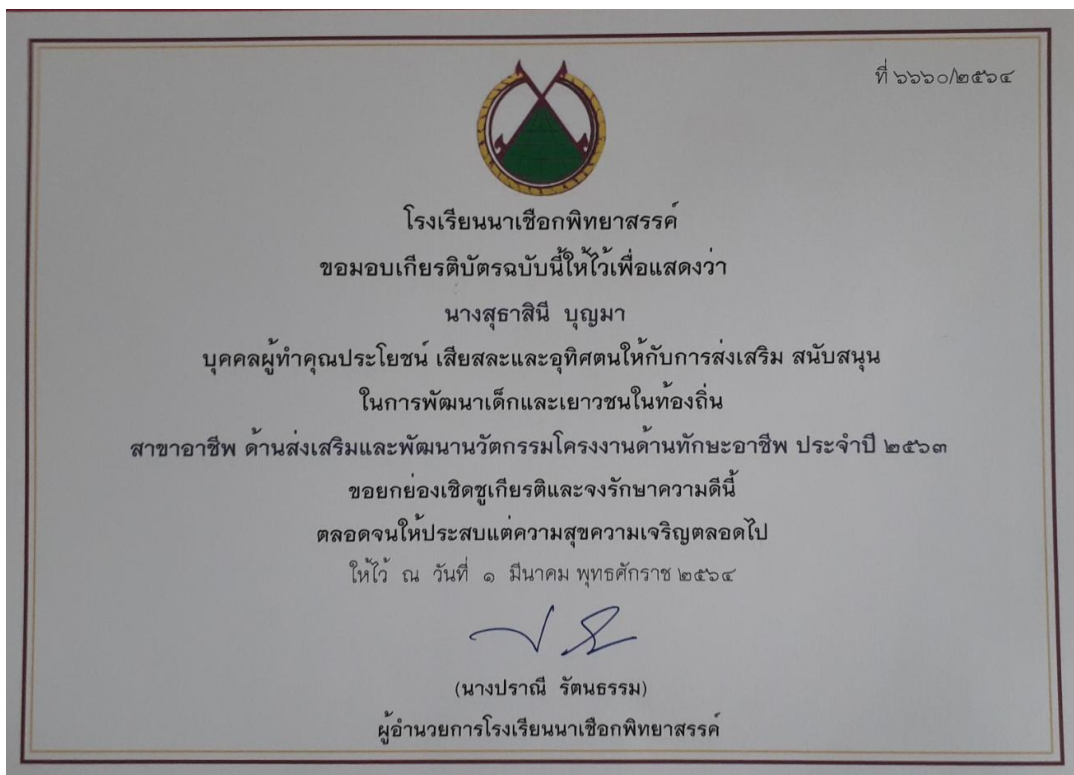 ที่ ๖๖๖๐/๒๕๖๔
โรงเรียนนาเชือกพิทยาสรรค์
ขอมอบเกียรติบัตรฉบับนี้ให้ไว้เพื่อแสดงว่า
นางสุธาสินี บุญมา
บุคคลผู้ทำคุณประโยชน์ เสียสละและอุทิศตนให้กับการส่งเสริม สนับสนุน
ในการพัฒนาเด็กและเยาวชนในท้องถิ่น
สาขาอาชีพ ด้านส่งเสริมและพัฒนานวัตกรรมโครงงานด้านทักษะอาชีพ ประจำปี ๒๕๖๓
ขอยกย่องเชิดชูเกียรติและจงรักษาความดีนี้
ตลอดจนให้ประสบแต่ความสุขความเจริญตลอดไป
ให้ไว้ ณ วันที่ ๑ มีนาคม พุทธศักราช ๒๕๖๔
(นางปราณี รัตนธรรม)
ผู้อำนวยการโรงเรียนนาเชือกพิทยาสรรค์